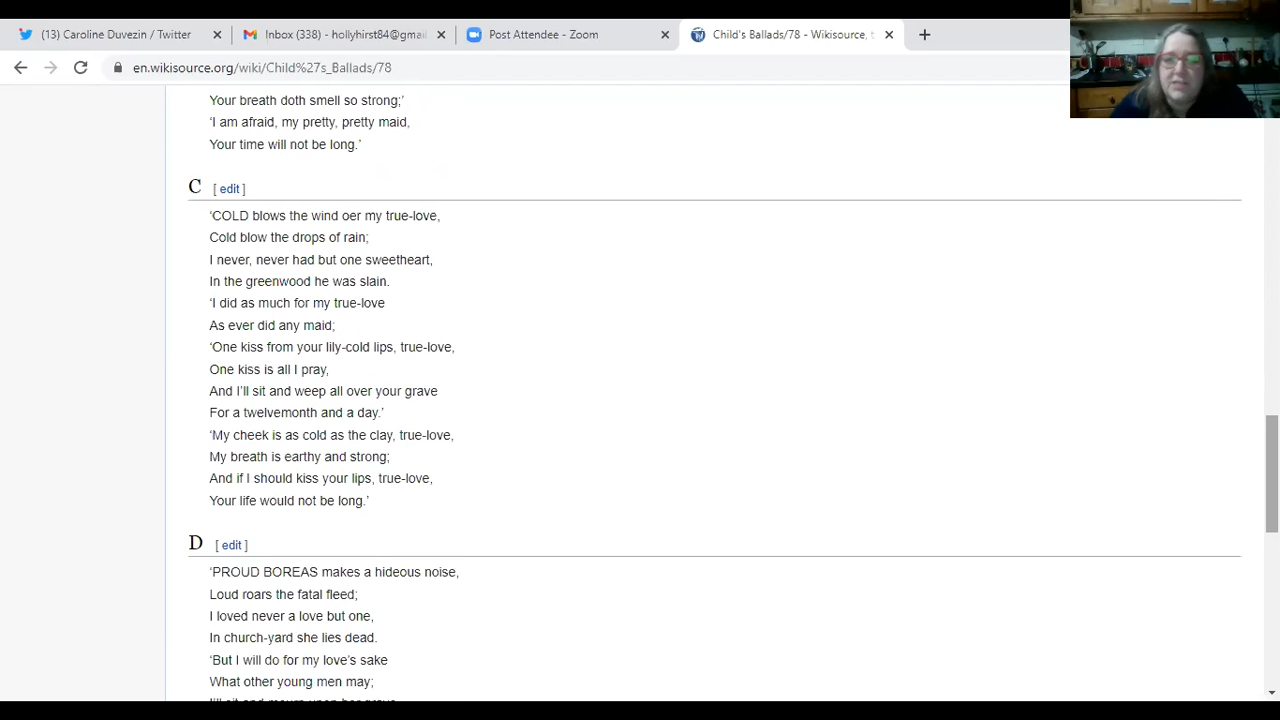 (13) Caroline Duvezin / Twitter
Inbox (338) - hollyhirst84@gmai
Post Attendee - Zoom
Child's Ballads/78 - Wikisource, t
en.wikisource.org/wiki/Child%27s_Ballads/78
Your breath doth smell so strong;’
‘I am afraid, my pretty, pretty maid,
Your time will not be long.’
C [ edit ]
‘COLD blows the wind oer my true-love,
Cold blow the drops of rain;
I never, never had but one sweetheart,
In the greenwood he was slain.
‘I did as much for my true-love
As ever did any maid;
‘One kiss from your lily-cold lips, true-love,
One kiss is all I pray,
And I’ll sit and weep all over your grave
For a twelvemonth and a day.’
‘My cheek is as cold as the clay, true-love,
My breath is earthy and strong;
And if I should kiss your lips, true-love,
Your life would not be long.’
D [ edit ]
‘PROUD BOREAS makes a hideous noise,
Loud roars the fatal fleed;
I loved never a love but one,
In church-yard she lies dead.
‘But I will do for my love’s sake
What other young men may;
I’ll sit and mourn upon her grave